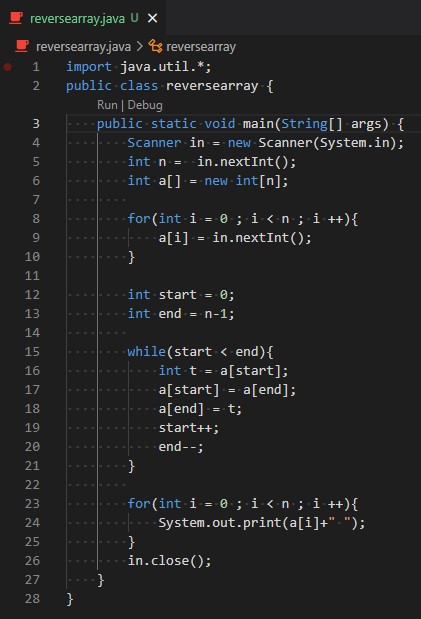 reversearray.java U
reversearray.java > reversearray
1 import java.util.*;
2 public class reversearray {
Run | Debug
3     public static void main(String[] args) {
4         Scanner in = new Scanner(System.in);
5         int n =  in.nextInt();
6         int a[] = new int[n];
7
8         for(int i = 0 ; i < n ; i ++){
9             a[i] = in.nextInt();
10         }
11
12         int start = 0;
13         int end = n-1;
14
15         while(start < end){
16             int t = a[start];
17             a[start] = a[end];
18             a[end] = t;
19             start++;
20             end--;
21         }
22
23         for(int i = 0 ; i < n ; i ++){
24             System.out.print(a[i]+" ");
25         }
26         in.close();
27     }
28 }